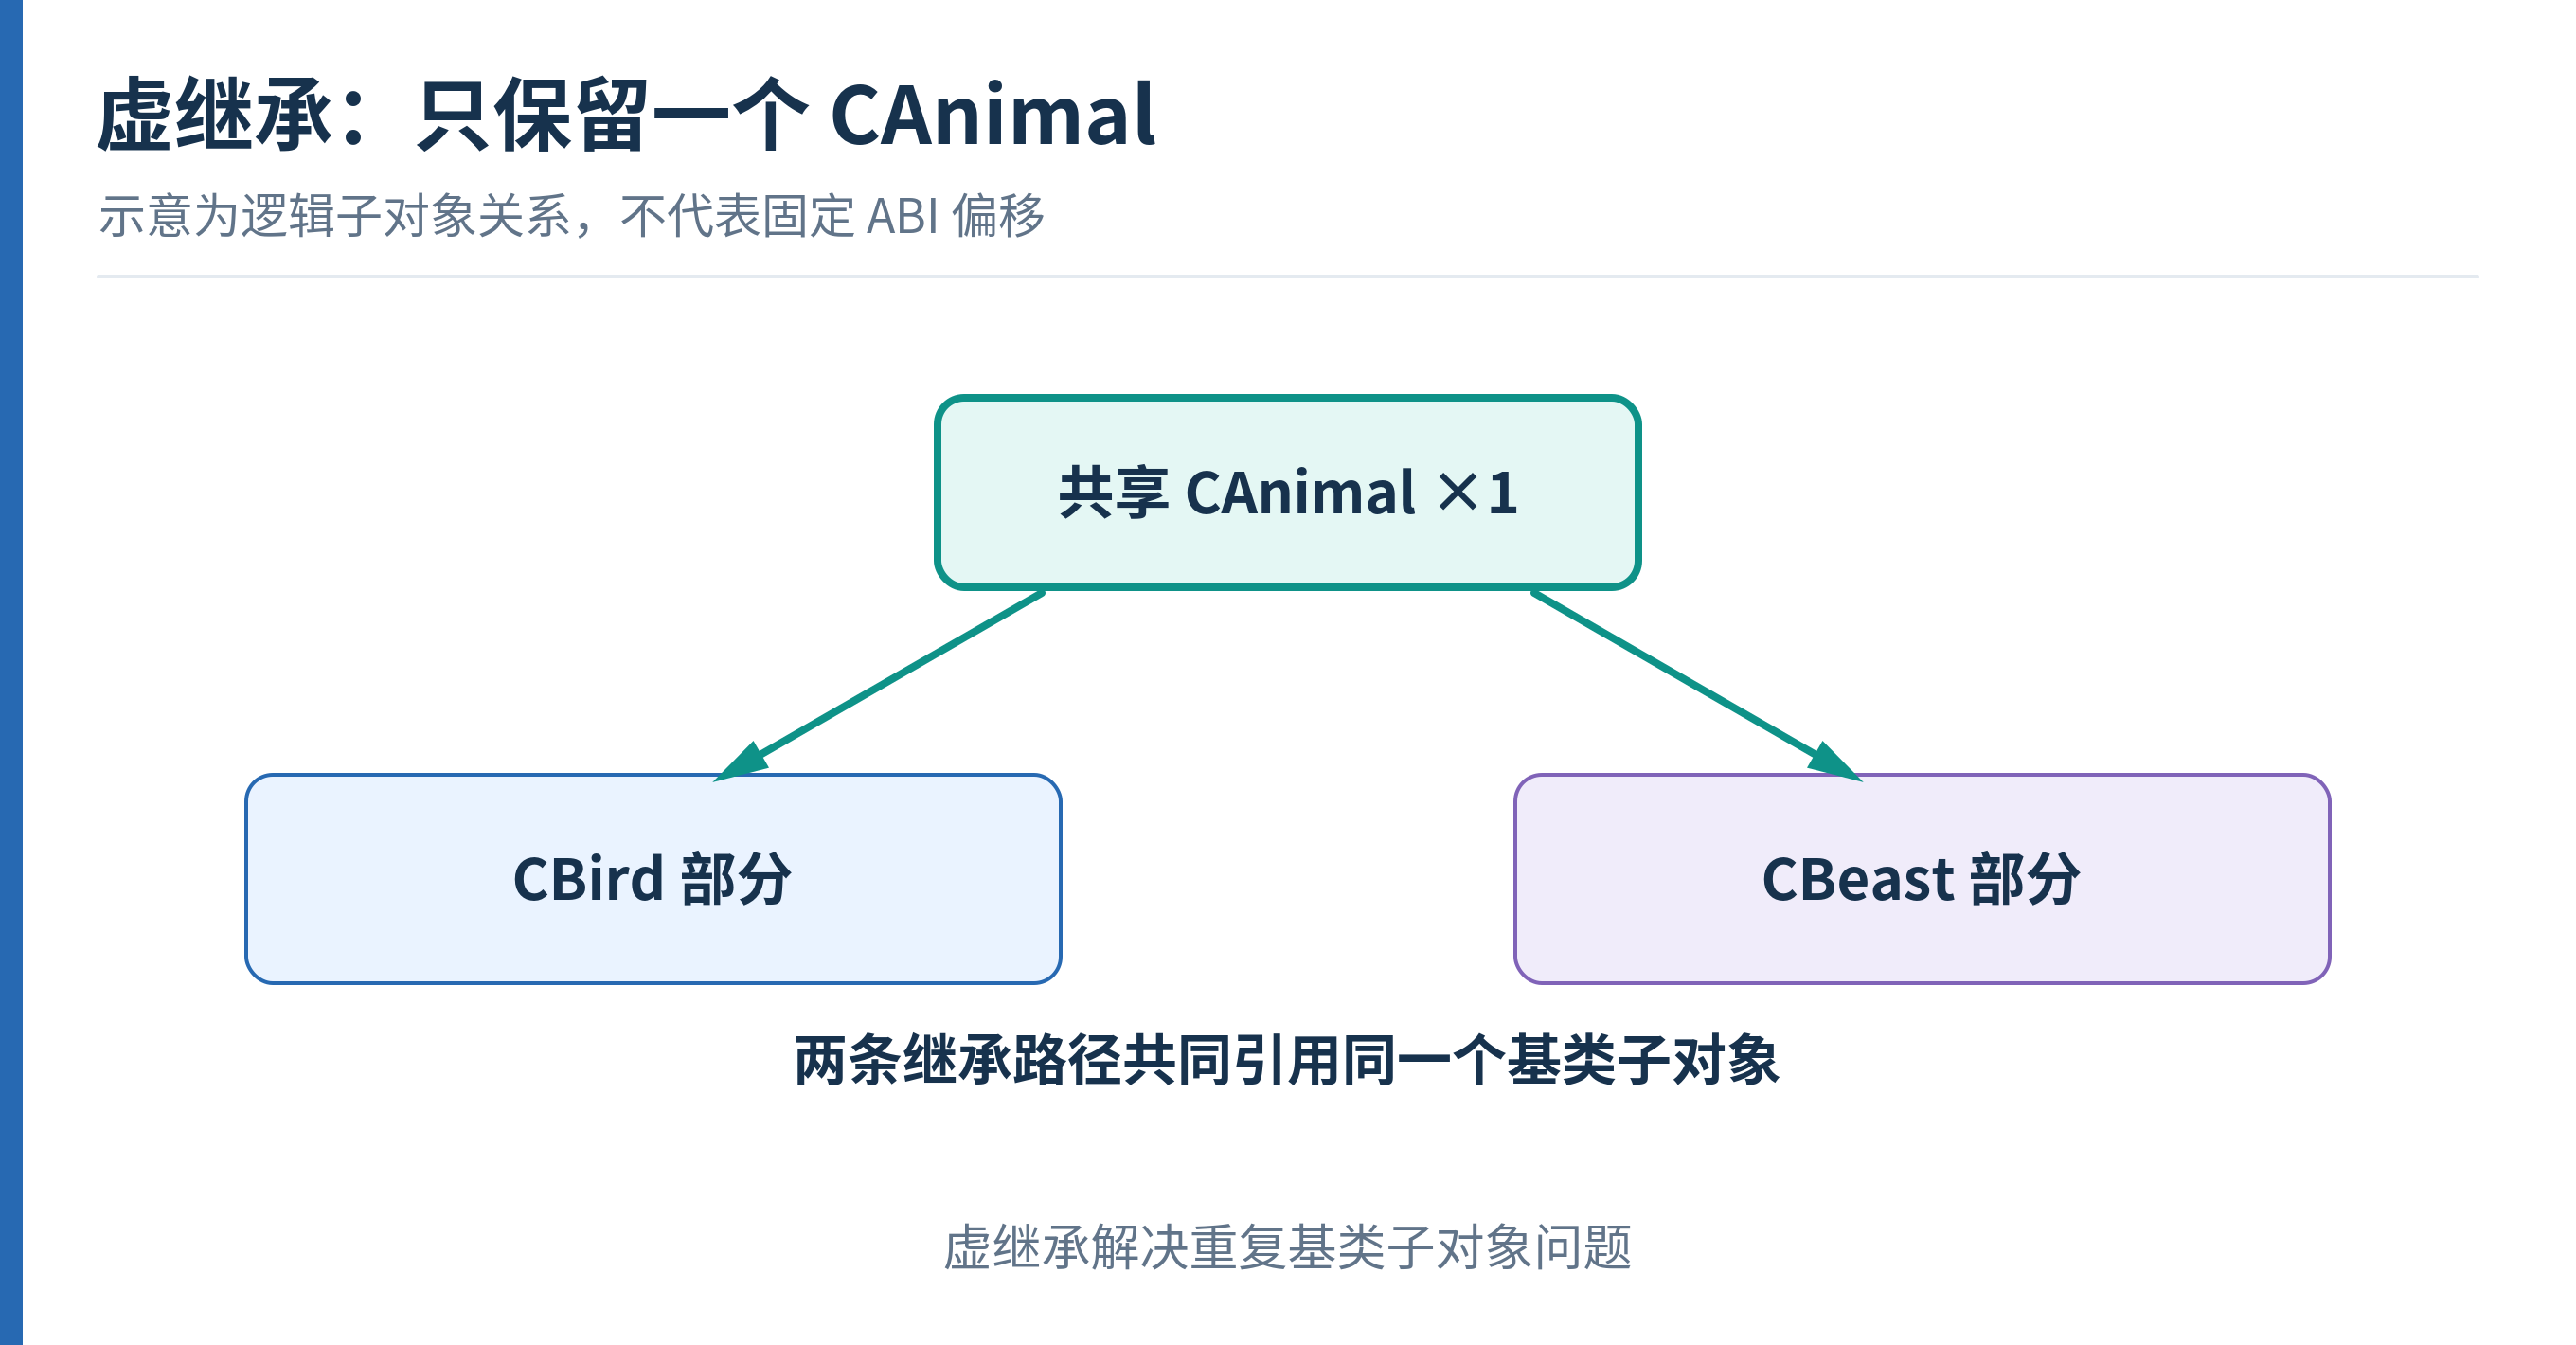 虚继承：只保留一个 CAnimal
示意为逻辑子对象关系，不代表固定 ABI 偏移
共享 CAnimal ×1
CBird 部分
CBeast 部分
两条继承路径共同引用同一个基类子对象
虚继承解决重复基类子对象问题